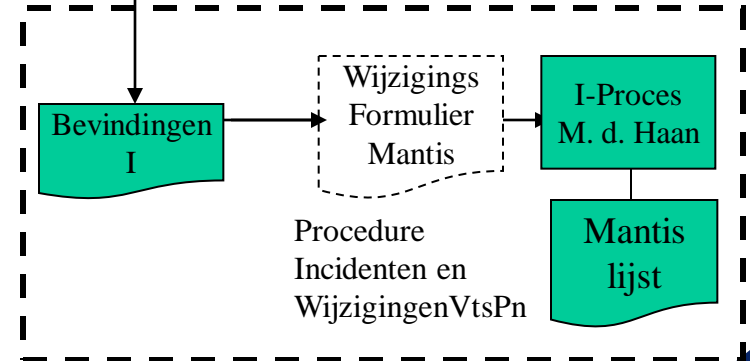 Bevindingen
I
Wijzigings
Formulier
Mantis
I-Proces
M. d. Haan
Procedure
Incidenten en
WijzigingenVtsPn
Mantis
lijst